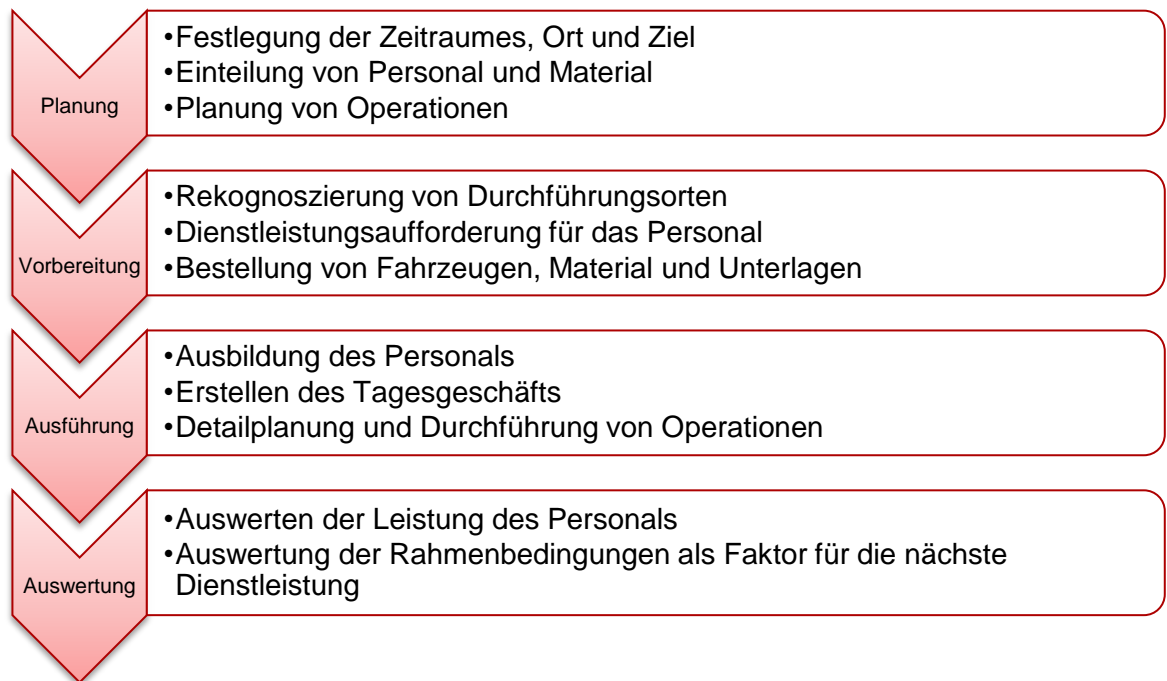 Planung
•Festlegung der Zeitraumes, Ort und Ziel
•Einteilung von Personal und Material
•Planung von Operationen
Vorbereitung
•Rekognoszierung von Durchführungsorten
•Dienstleistungsaufforderung für das Personal
•Bestellung von Fahrzeugen, Material und Unterlagen
Ausführung
•Ausbildung des Personals
•Erstellen des Tagesgeschäfts
•Detailplanung und Durchführung von Operationen
Auswertung
•Auswerten der Leistung des Personals
•Auswertung der Rahmenbedingungen als Faktor für die nächste
Dienstleistung